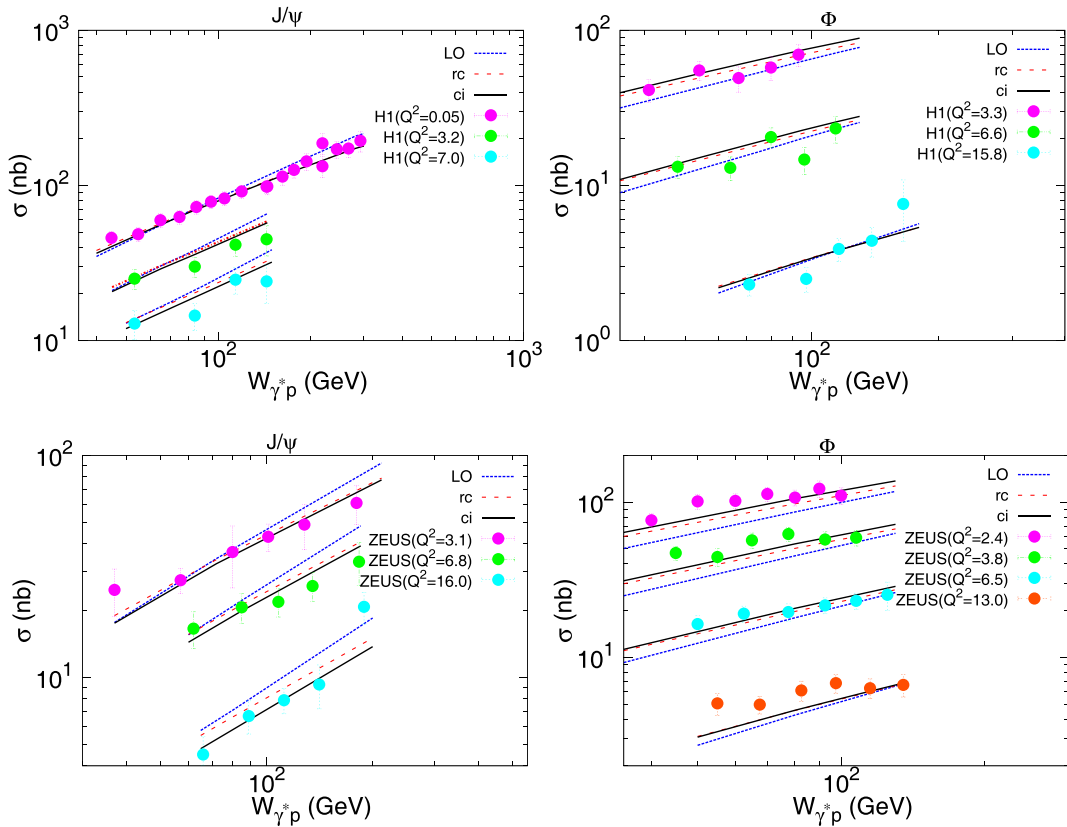 J/ψ
10³
10²
10¹
σ (nb)
LO
rc
ci
H1(Q²=0.05)
H1(Q²=3.2)
H1(Q²=7.0)
10²
10³
W_γ*p (GeV)
Φ
10²
10¹
10⁰
σ (nb)
LO
rc
ci
H1(Q²=3.3)
H1(Q²=6.6)
H1(Q²=15.8)
10²
W_γ*p (GeV)
J/ψ
10²
10¹
σ (nb)
LO
rc
ci
ZEUS(Q²=3.1)
ZEUS(Q²=6.8)
ZEUS(Q²=16.0)
10²
W_γ*p (GeV)
Φ
10²
10¹
σ (nb)
LO
rc
ci
ZEUS(Q²=2.4)
ZEUS(Q²=3.8)
ZEUS(Q²=6.5)
ZEUS(Q²=13.0)
10²
W_γ*p (GeV)